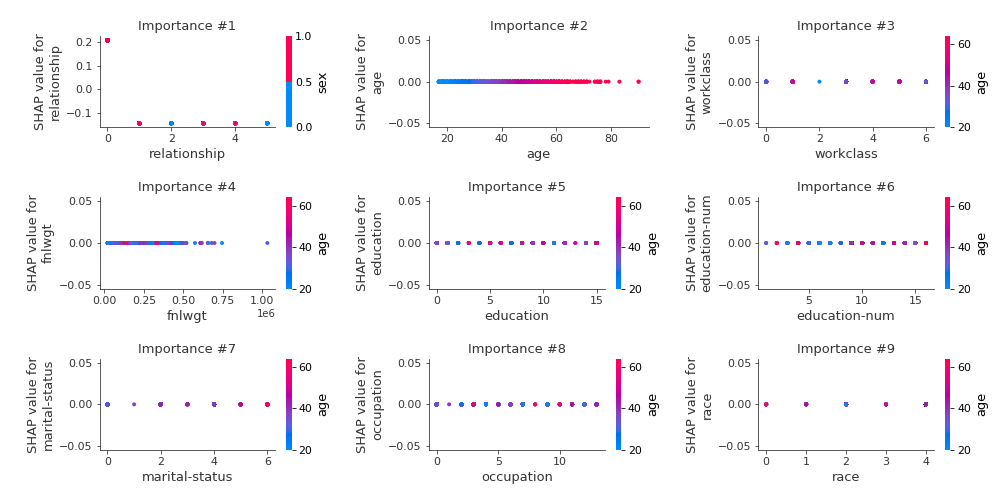 Importance #1
SHAP value for
relationship
0.2
0.1
0.0
−0.1
0
2
4
relationship
1.0
0.5
0.0
sex
Importance #2
SHAP value for
age
0.05
0.00
−0.05
20
40
60
80
age
Importance #3
SHAP value for
workclass
0.05
0.00
−0.05
0
2
4
6
workclass
60
40
20
age
Importance #4
SHAP value for
fnlwgt
0.05
0.00
−0.05
0.00
0.25
0.50
0.75
1.00
1e6
fnlwgt
60
40
20
age
Importance #5
SHAP value for
education
0.05
0.00
−0.05
0
5
10
15
education
60
40
20
age
Importance #6
SHAP value for
education-num
0.05
0.00
−0.05
5
10
15
education-num
60
40
20
age
Importance #7
SHAP value for
marital-status
0.05
0.00
−0.05
0
2
4
6
marital-status
60
40
20
age
Importance #8
SHAP value for
occupation
0.05
0.00
−0.05
0
5
10
occupation
60
40
20
age
Importance #9
SHAP value for
race
0.05
0.00
−0.05
0
1
2
3
4
race
60
40
20
age